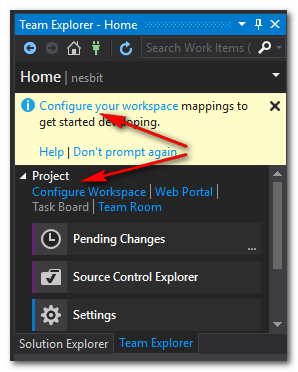 Team Explorer - Home
Search Work Items (
Home | nesbit
Configure your workspace mappings to
get started developing.
Help | Don't prompt again
Project
Configure Workspace | Web Portal |
Task Board | Team Room
Pending Changes
...
Source Control Explorer
Settings
Solution Explorer Team Explorer